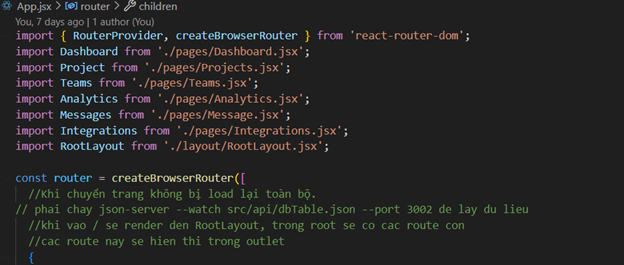 App.jsx > router > children
You, 7 days ago | 1 author (You)
import { RouterProvider, createBrowserRouter } from 'react-router-dom';
import Dashboard from './pages/Dashboard.jsx';
import Project from './pages/Projects.jsx';
import Teams from './pages/Teams.jsx';
import Analytics from './pages/Analytics.jsx';
import Messages from './pages/Message.jsx';
import Integrations from './pages/Integrations.jsx';
import RootLayout from './layout/RootLayout.jsx';
const router = createBrowserRouter([
//Khi chuyển trang không bị load lại toàn bộ.
// phai chay json-server --watch src/api/dbTable.json --port 3002 de lay du lieu
//khi vao / se render den RootLayout, trong root se co cac route con
//cac route nay se hien thi trong outlet
{